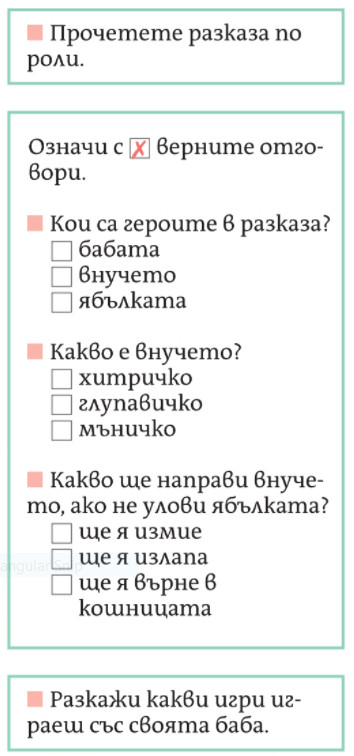 Прочетете разказа по
роли.
Означи с ☒ верните отго-
вори.
Кои са героите в разказа?
бабата
внучето
ябълката
Какво е внучето?
хитричко
глупавичко
мъничко
Какво ще направи внуче-
то, ако не улови ябълката?
ще я измие
ще я излапа
ще я върне в
кошницата
Разкажи какви игри иг-
раеш със своята баба.